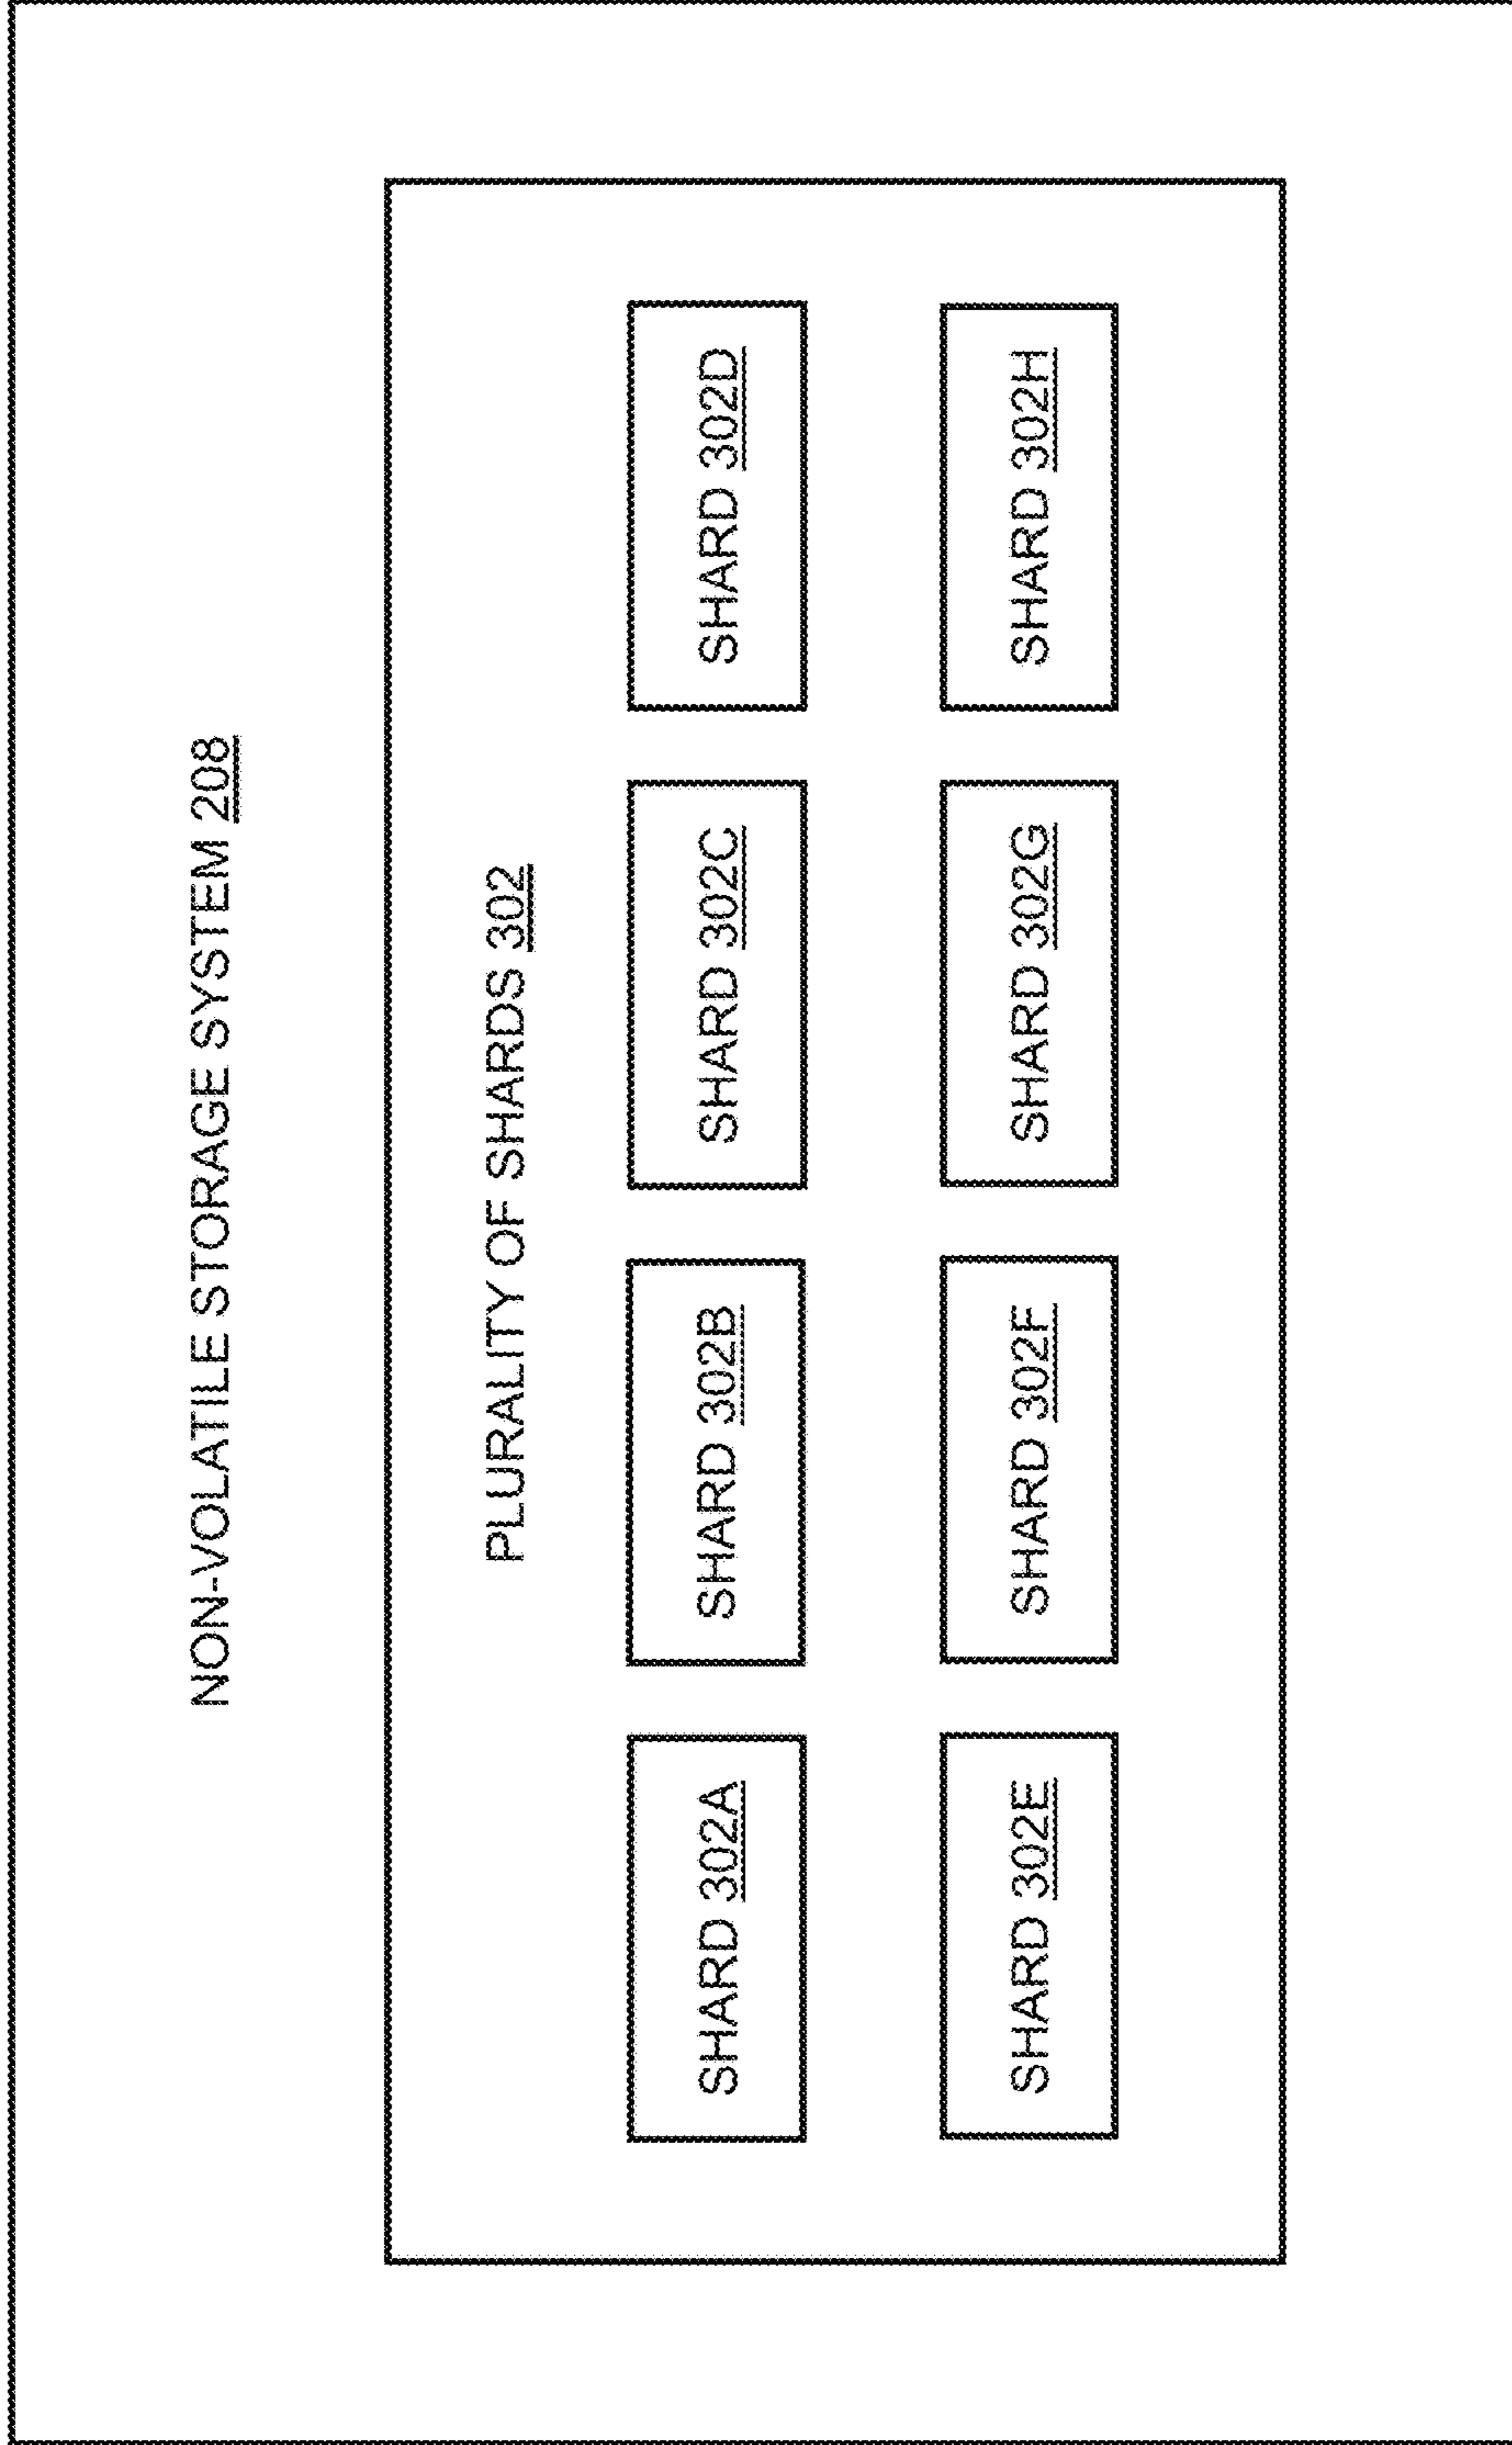 NON-VOLATILE STORAGE SYSTEM 208
PLURALITY OF SHARDS 302
SHARD 302A
SHARD 302B
SHARD 302C
SHARD 302D
SHARD 302E
SHARD 302F
SHARD 302G
SHARD 302H